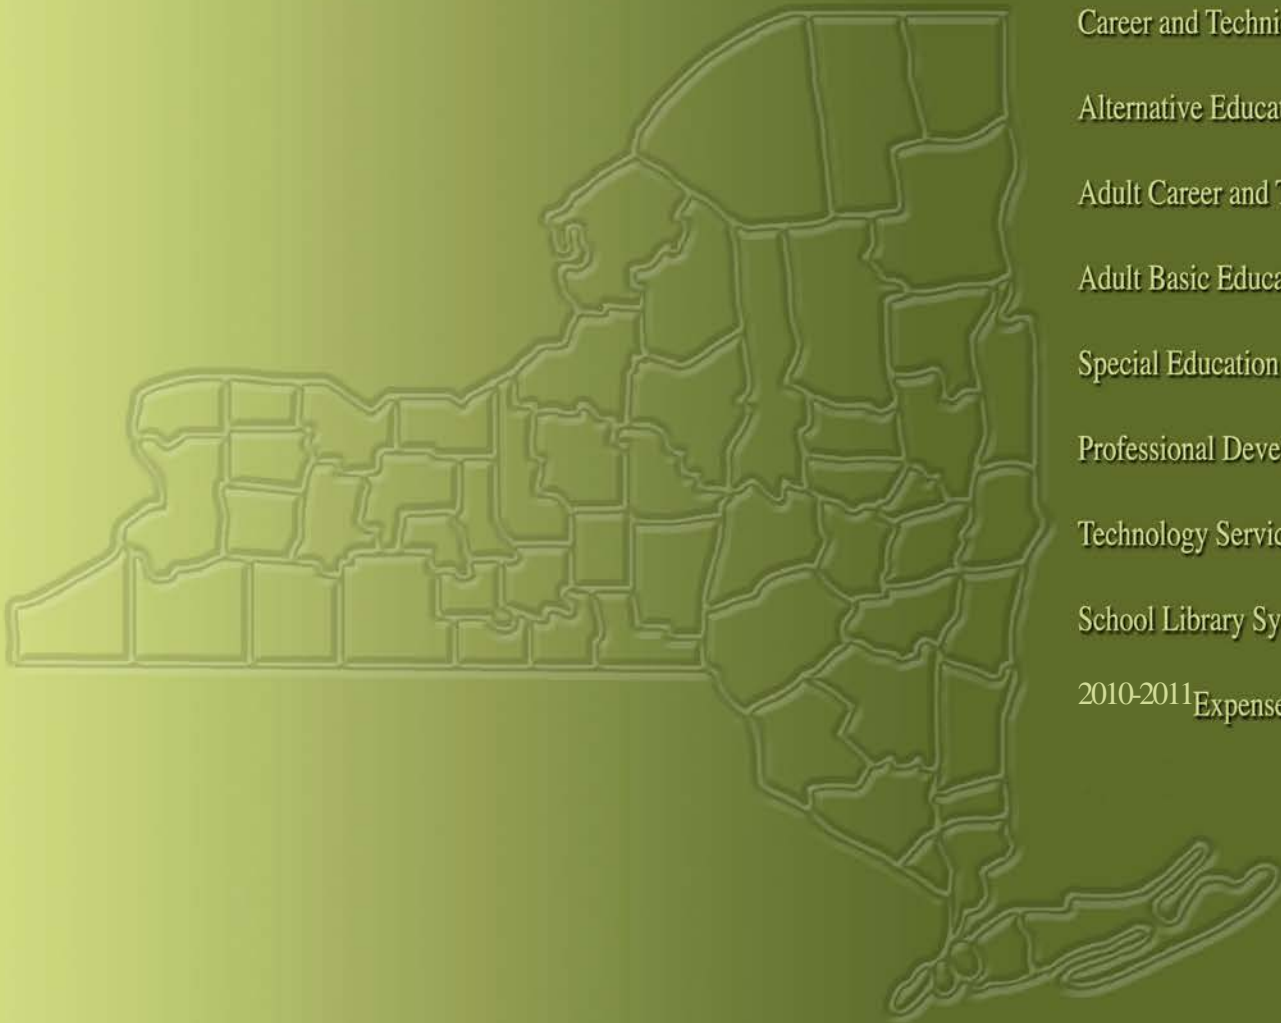 Career and Techni
Alternative Educa
Adult Career and
Adult Basic Educa
Special Education
Professional Deve
Technology Servic
School Library Sy
2010-2011Expense